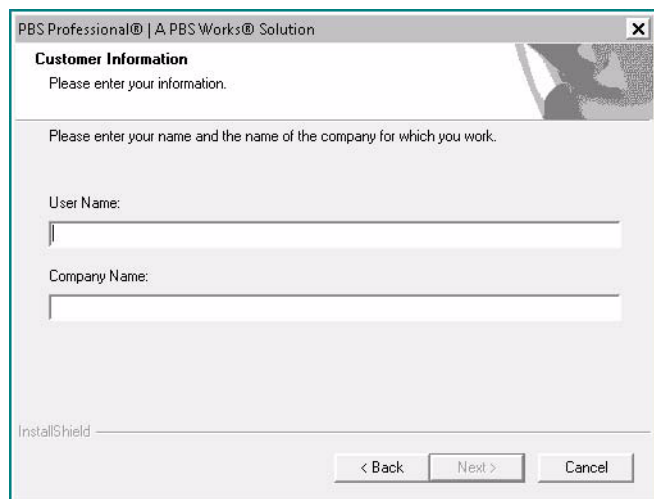 PBS Professional® | A PBS Works® Solution
Customer Information
Please enter your information.
Please enter your name and the name of the company for which you work.
User Name:
Company Name:
InstallShield
< Back
Next >
Cancel